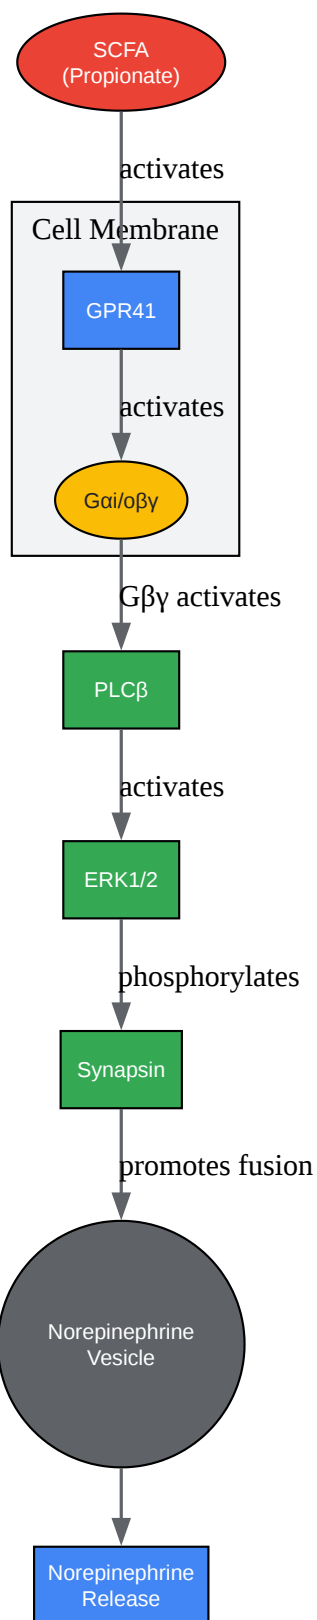 SCFA
(Propionate)
activates
Cell Membrane
GPR41
activates
Gαi/oβγ
Gβγ activates
PLCβ
activates
ERK1/2
phosphorylates
Synapsin
promotes fusion
Norepinephrine
Vesicle
Norepinephrine
Release